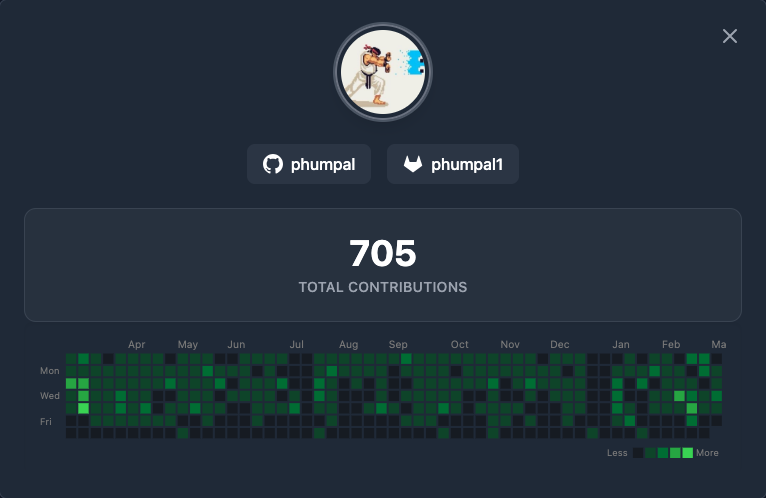 phumpal phumpal1
705
TOTAL CONTRIBUTIONS
Apr May Jun Jul Aug Sep Oct Nov Dec Jan Feb Ma
Mon
Wed
Fri
Less More